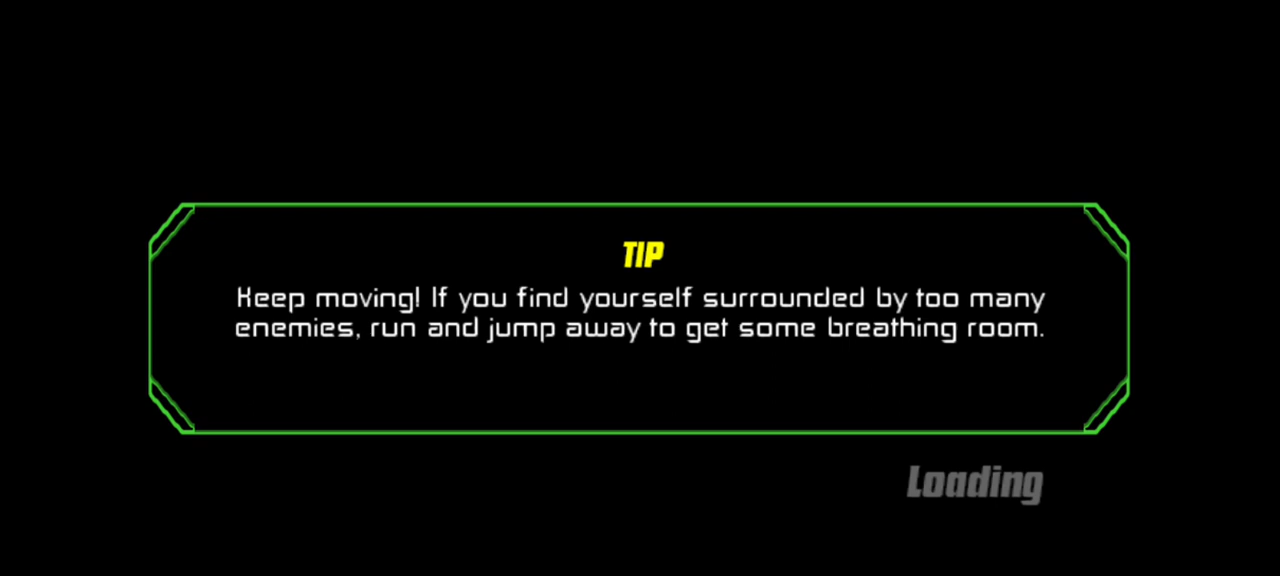 TIP
Keep moving! If you find yourself surrounded by too many
enemies, run and jump away to get some breathing room.
Loading